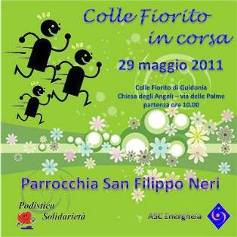 Colle Fiorito
in corsa
29 maggio 2011
Colle Fiorito di Guidonia
Chiesa degli Angeli - via delle Palme
partenza ore 10.00
Parrocchia San Filippo Neri
Podistica
Solidarietà
ASC Energheia